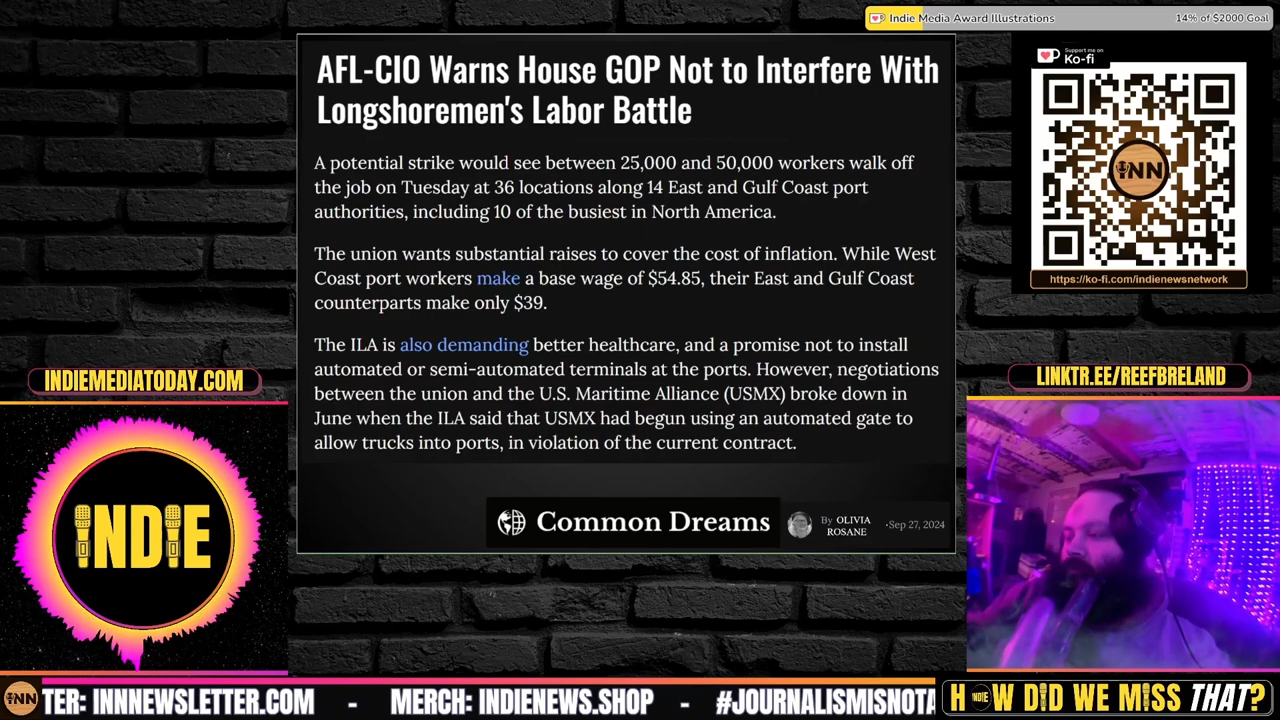 Indie Media Award Illustrations
14% of $2000 Goal
AFL-CIO Warns House GOP Not to Interfere With
Longshoremen's Labor Battle
A potential strike would see between 25,000 and 50,000 workers walk off
the job on Tuesday at 36 locations along 14 East and Gulf Coast port
authorities, including 10 of the busiest in North America.
The union wants substantial raises to cover the cost of inflation. While West
Coast port workers make a base wage of $54.85, their East and Gulf Coast
counterparts make only $39.
The ILA is also demanding better healthcare, and a promise not to install
automated or semi-automated terminals at the ports. However, negotiations
between the union and the U.S. Maritime Alliance (USMX) broke down in
June when the ILA said that USMX had begun using an automated gate to
allow trucks into ports, in violation of the current contract.
Common Dreams
By OLIVIA
ROSANE
·Sep 27, 2024
Support me on
Ko-fi
INN
https://ko-fi.com/indienewsnetwork
INDIEMEDIATODAY.COM
LINKTR.EE/REEFBRELAND
INDIE
INN
TER: INNNEWSLETTER.COM - MERCH: INDIENEWS.SHOP - #JOURNALISMISNOTA
HOW DID WE MISS THAT?
INDIE